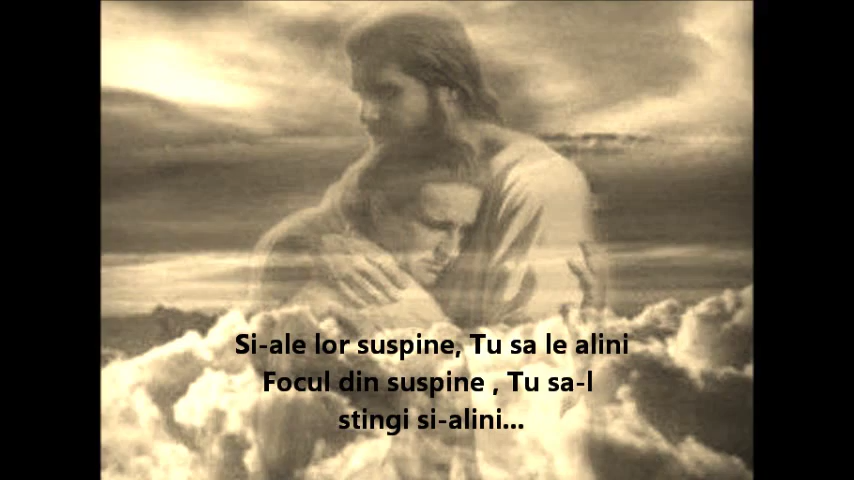 Si-ale lor suspine, Tu sa le alini
Focul din suspine , Tu sa-l
stingi si-alini...